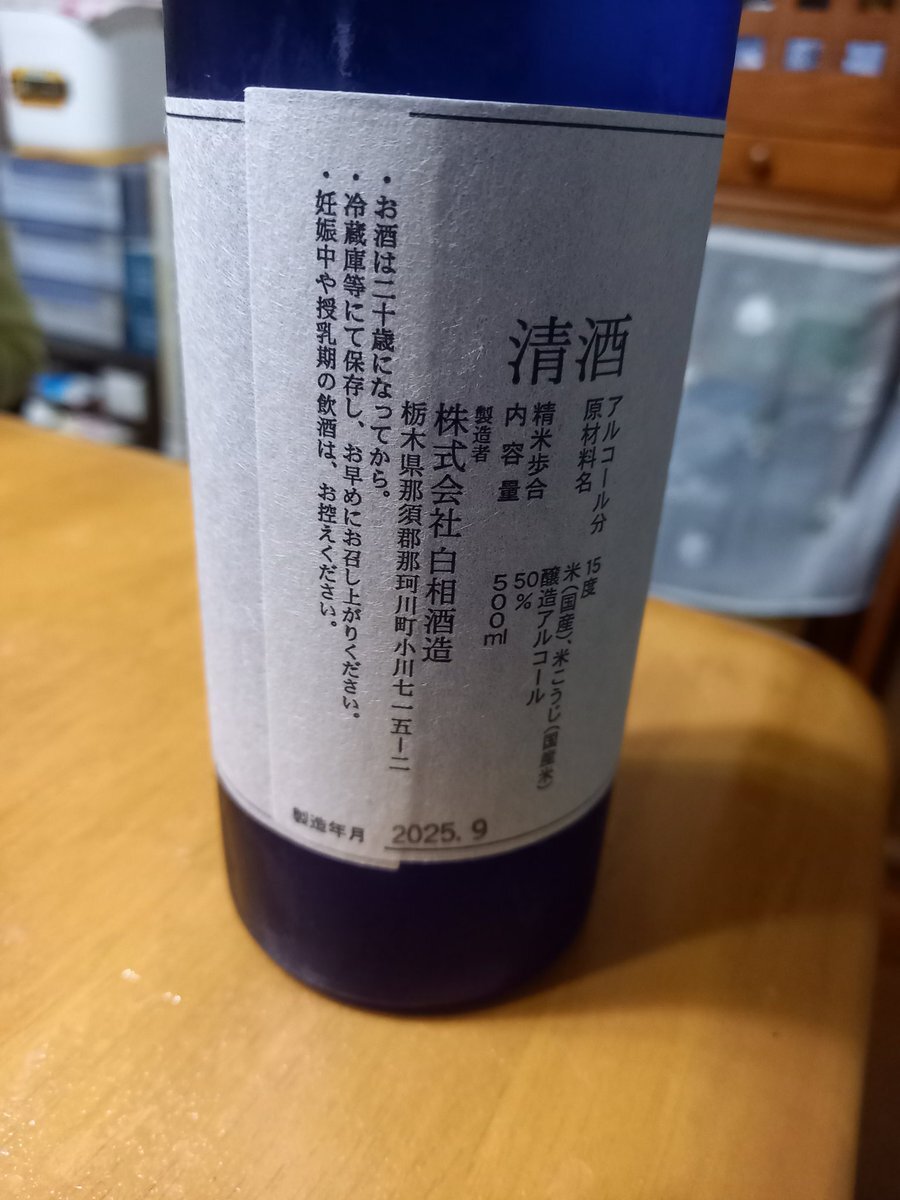 清酒
アルコール分 15度
原材料名 米(国産)、米こうじ(国産米)
醸造アルコール
精米歩合 50%
内容量 500ml
製造者
株式会社 白相酒造
栃木県那須郡那珂川町小川七一五ー二
・お酒は二十歳になってから。
・冷蔵庫等にて保存し、お早めにお召し上がりください。
・妊娠中や授乳期の飲酒は、お控えください。
製造年月 2025.9